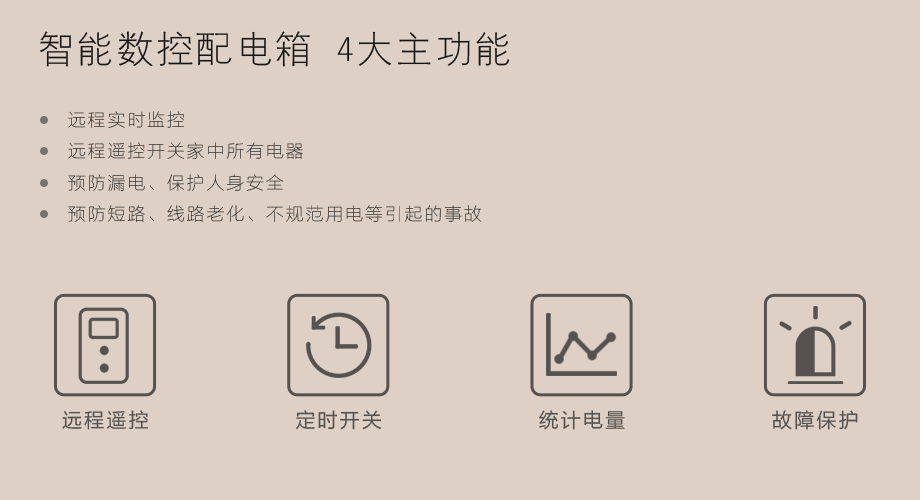 智能数控配电箱 4大主功能
远程实时监控
远程遥控开关家中所有电器
预防漏电、保护人身安全
预防短路、线路老化、不规范用电等引起的事故
远程遥控
定时开关
统计电量
故障保护